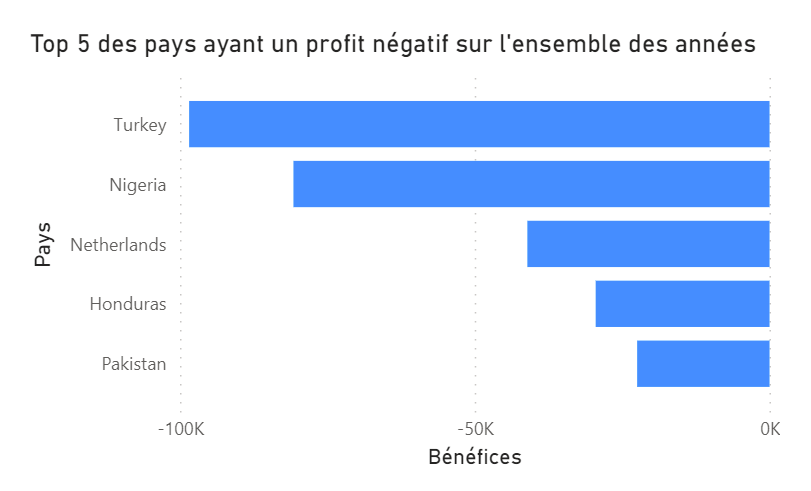 Top 5 des pays ayant un profit négatif sur l'ensemble des années
Pays
Turkey
Nigeria
Netherlands
Honduras
Pakistan
-100K
-50K
0K
Bénéfices